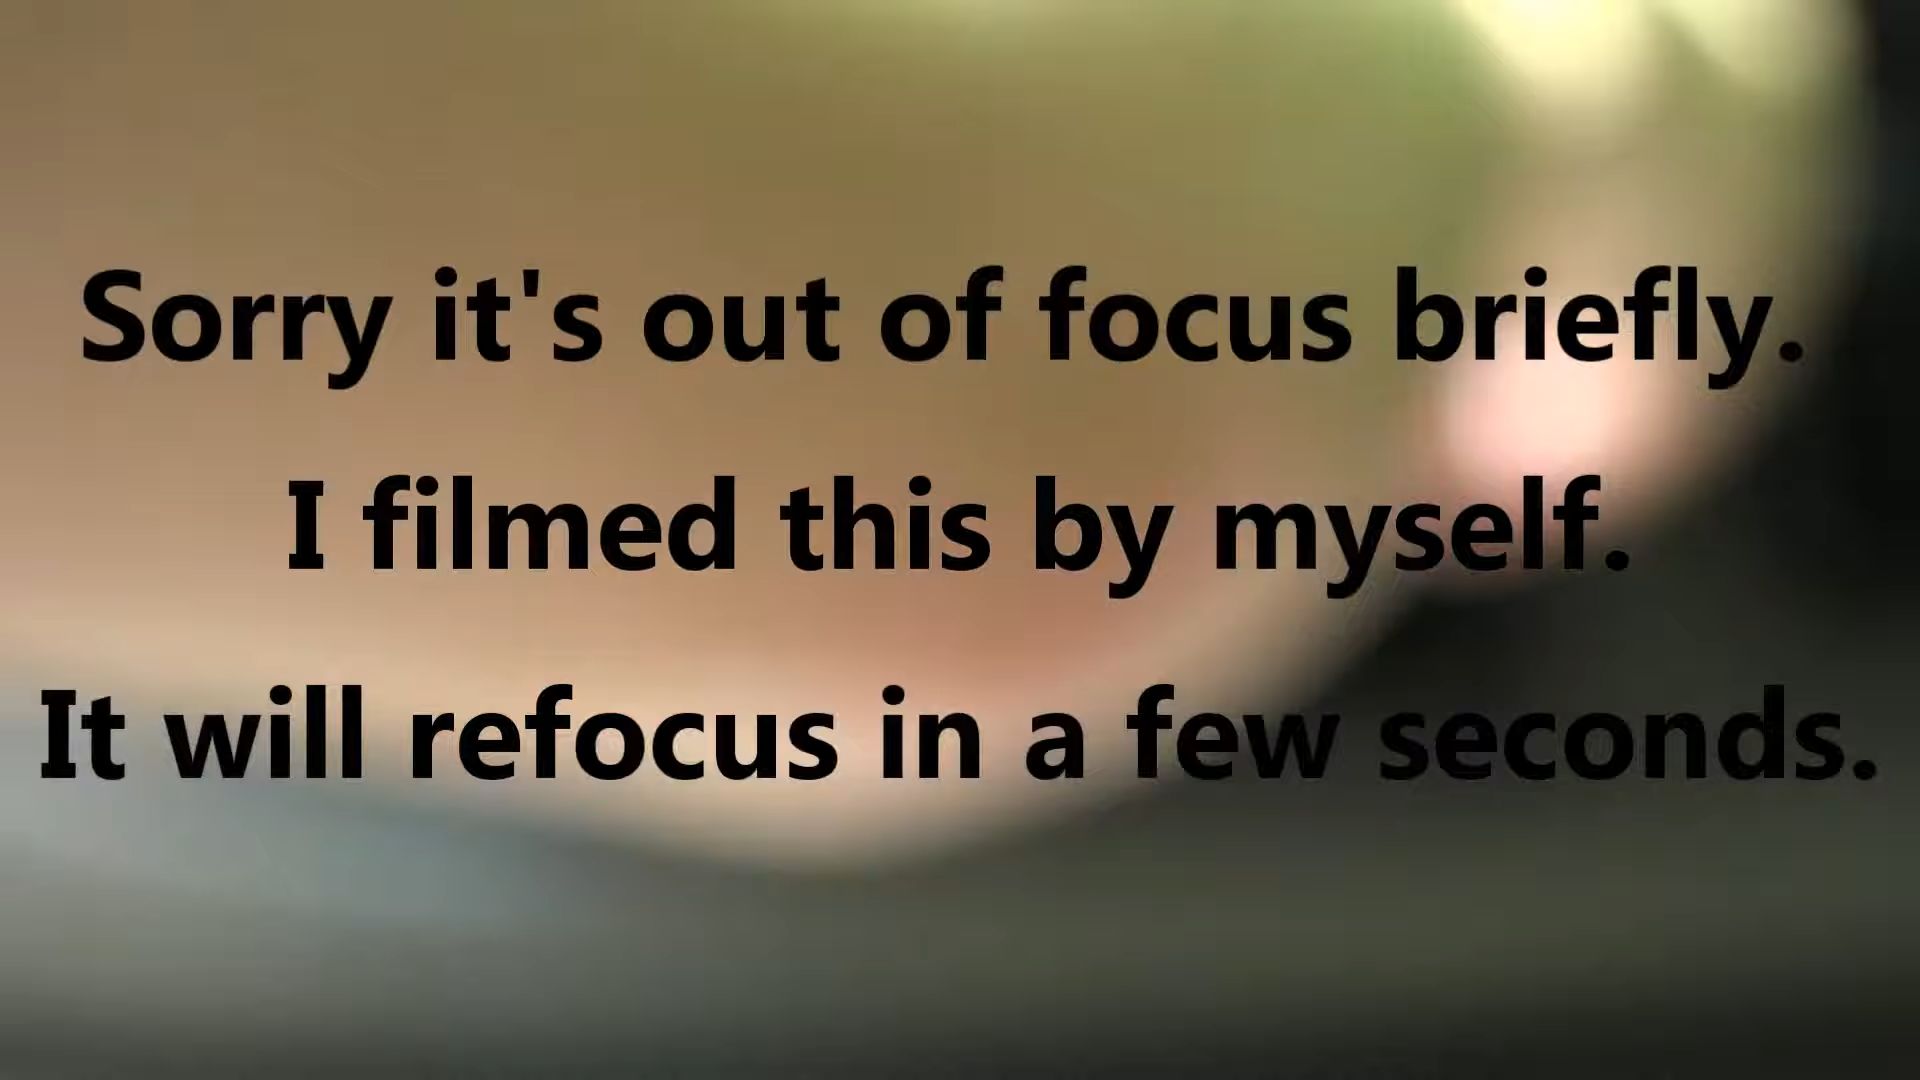 Sorry it's out of focus briefly.
I filmed this by myself.
It will refocus in a few seconds.